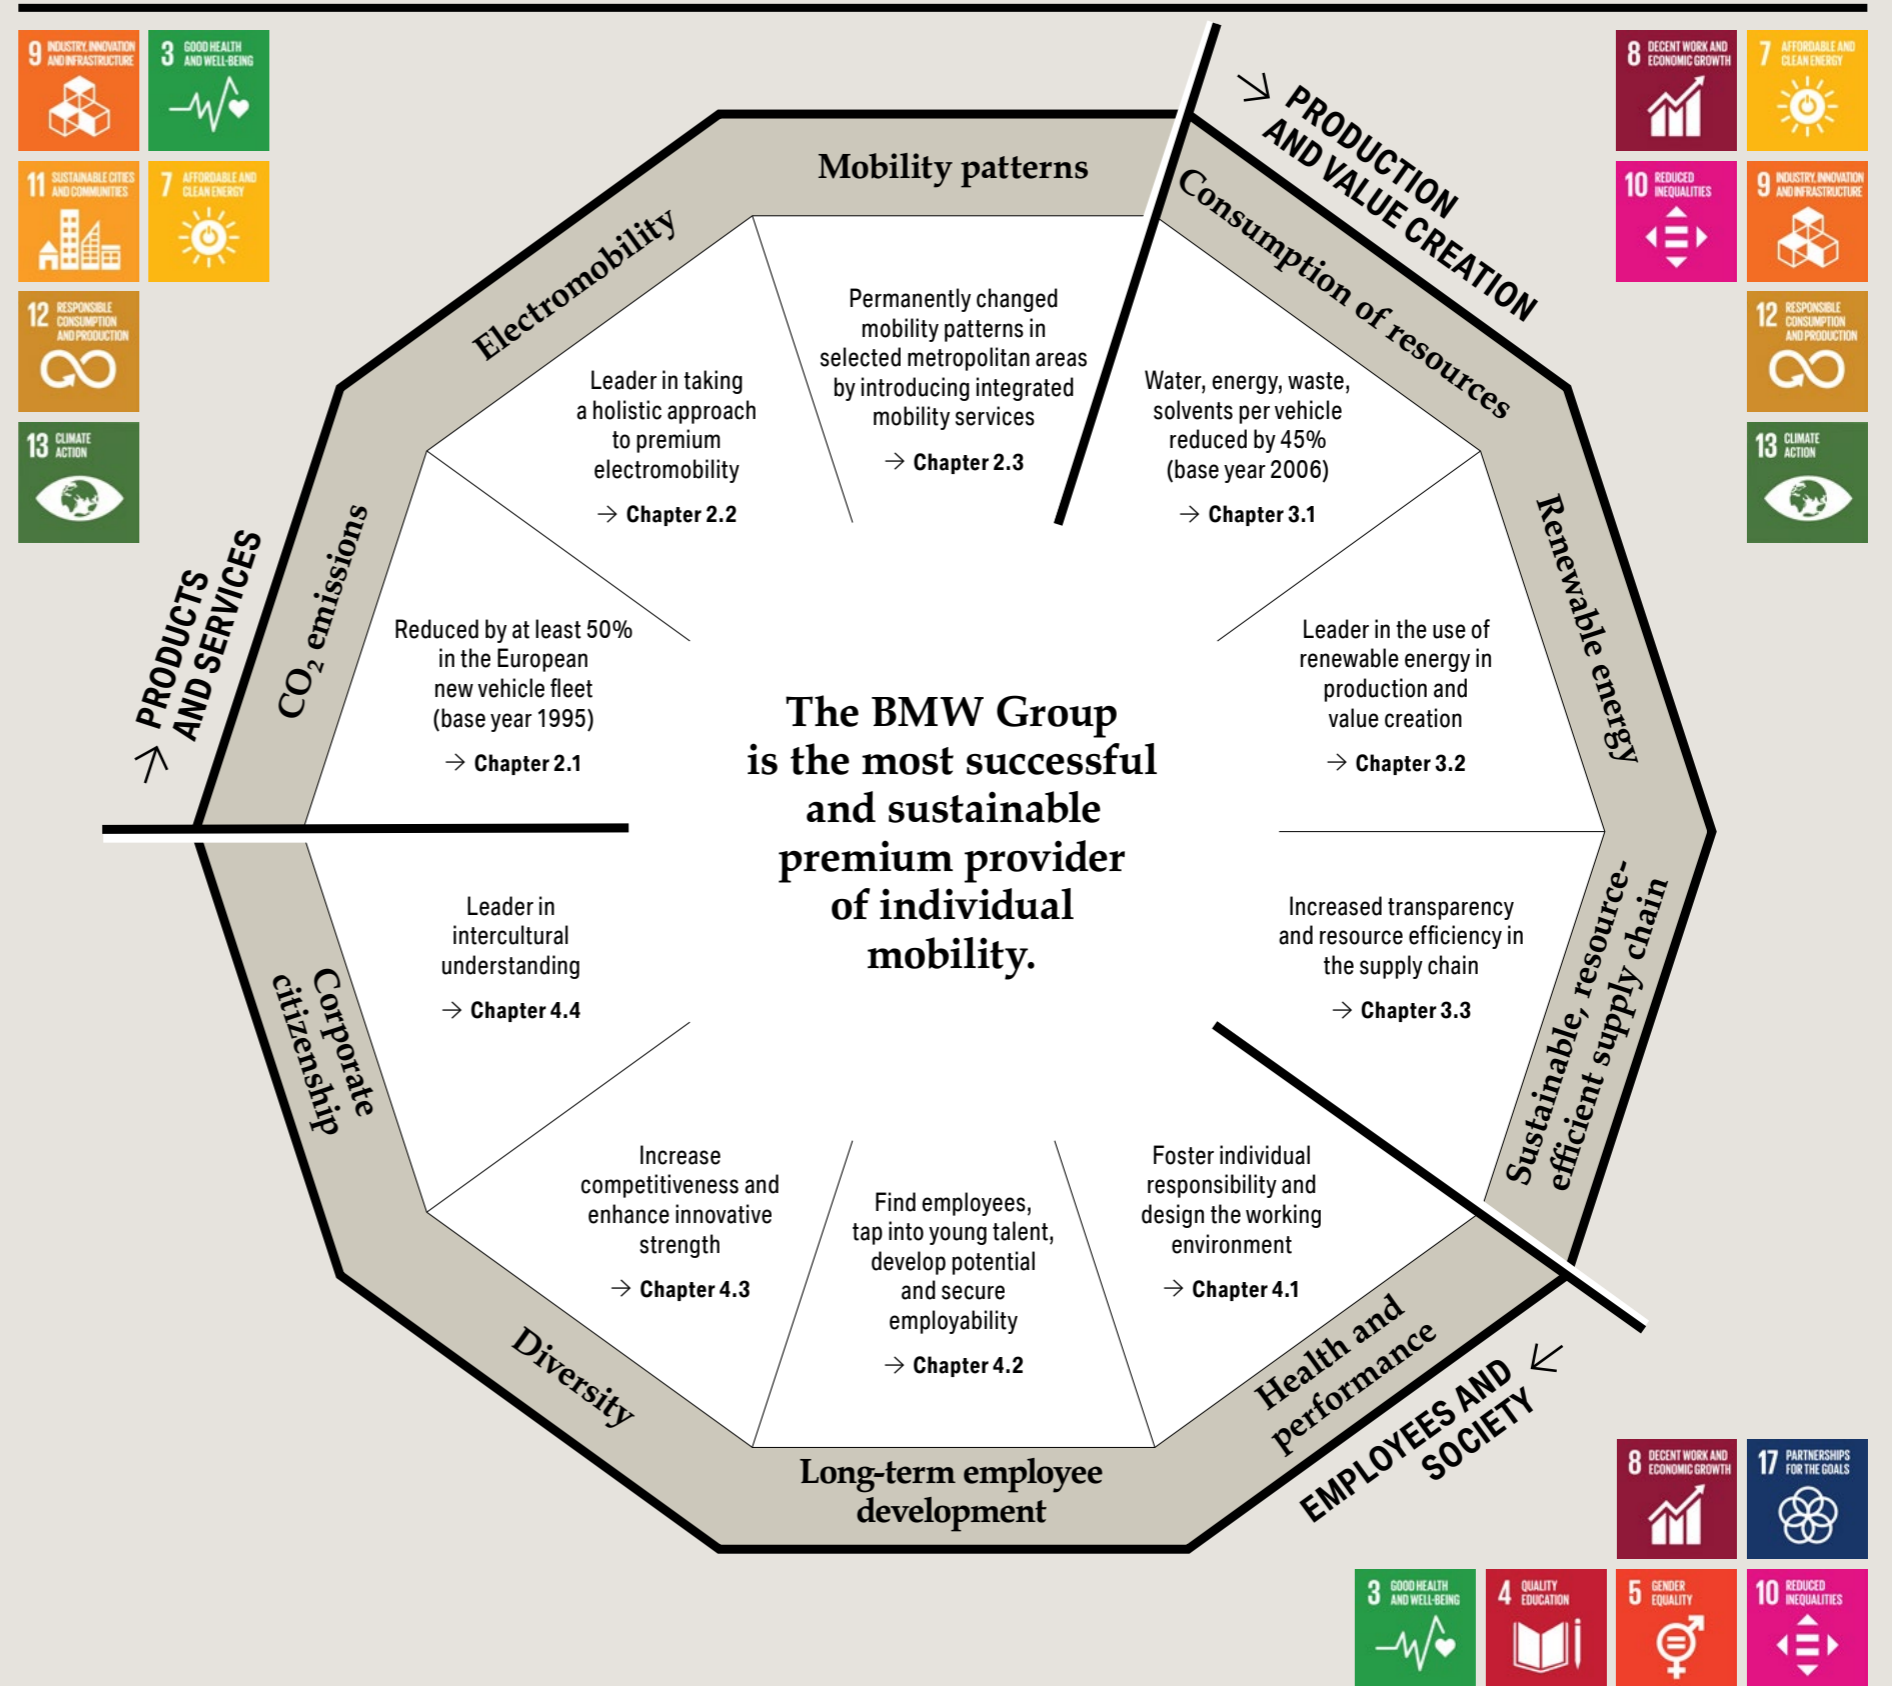 9 INDUSTRY, INNOVATION
AND INFRASTRUCTURE
3 GOOD HEALTH
AND WELL-BEING
11 SUSTAINABLE CITIES
AND COMMUNITIES
7 AFFORDABLE AND
CLEAN ENERGY
12 RESPONSIBLE
CONSUMPTION
AND PRODUCTION
13 CLIMATE
ACTION
8 DECENT WORK AND
ECONOMIC GROWTH
7 AFFORDABLE AND
CLEAN ENERGY
10 REDUCED
INEQUALITIES
9 INDUSTRY, INNOVATION
AND INFRASTRUCTURE
12 RESPONSIBLE
CONSUMPTION
AND PRODUCTION
13 CLIMATE
ACTION
→ PRODUCTS
AND SERVICES
CO₂ emissions
Reduced by at least 50%
in the European
new vehicle fleet
(base year 1995)
→ Chapter 2.1
Electromobility
Leader in taking
a holistic approach
to premium
electromobility
→ Chapter 2.2
Mobility patterns
Permanently changed
mobility patterns in
selected metropolitan areas
by introducing integrated
mobility services
→ Chapter 2.3
→ PRODUCTION
AND VALUE CREATION
Consumption of resources
Water, energy, waste,
solvents per vehicle
reduced by 45%
(base year 2006)
→ Chapter 3.1
Renewable energy
Leader in the use of
renewable energy in
production and
value creation
→ Chapter 3.2
Sustainable, resource-
efficient supply chain
Increased transparency
and resource efficiency in
the supply chain
→ Chapter 3.3
The BMW Group
is the most successful
and sustainable
premium provider
of individual
mobility.
EMPLOYEES AND
SOCIETY
Health and
performance
Foster individual
responsibility and
design the working
environment
→ Chapter 4.1
Long-term employee
development
Find employees,
tap into young talent,
develop potential
and secure
employability
→ Chapter 4.2
Diversity
Increase
competitiveness and
enhance innovative
strength
→ Chapter 4.3
Corporate
citizenship
Leader in
intercultural
understanding
→ Chapter 4.4
8 DECENT WORK AND
ECONOMIC GROWTH
17 PARTNERSHIPS
FOR THE GOALS
3 GOOD HEALTH
AND WELL-BEING
4 QUALITY
EDUCATION
5 GENDER
EQUALITY
10 REDUCED
INEQUALITIES